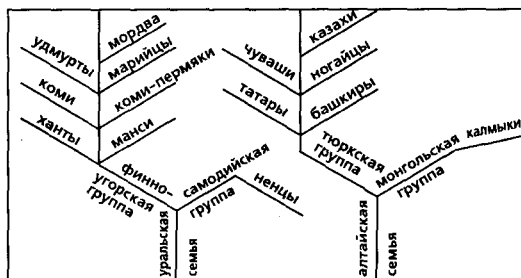 мордва
казахи
удмурты
марийцы
чуваши
ногайцы
коми
коми-пермяки
татары
башкиры
ханты
манси
финно-
угорская
группа
самодийская
группа
ненцы
тюркская
группа
монгольская
группа
калмыки
уральская
семья
алтайская
семья